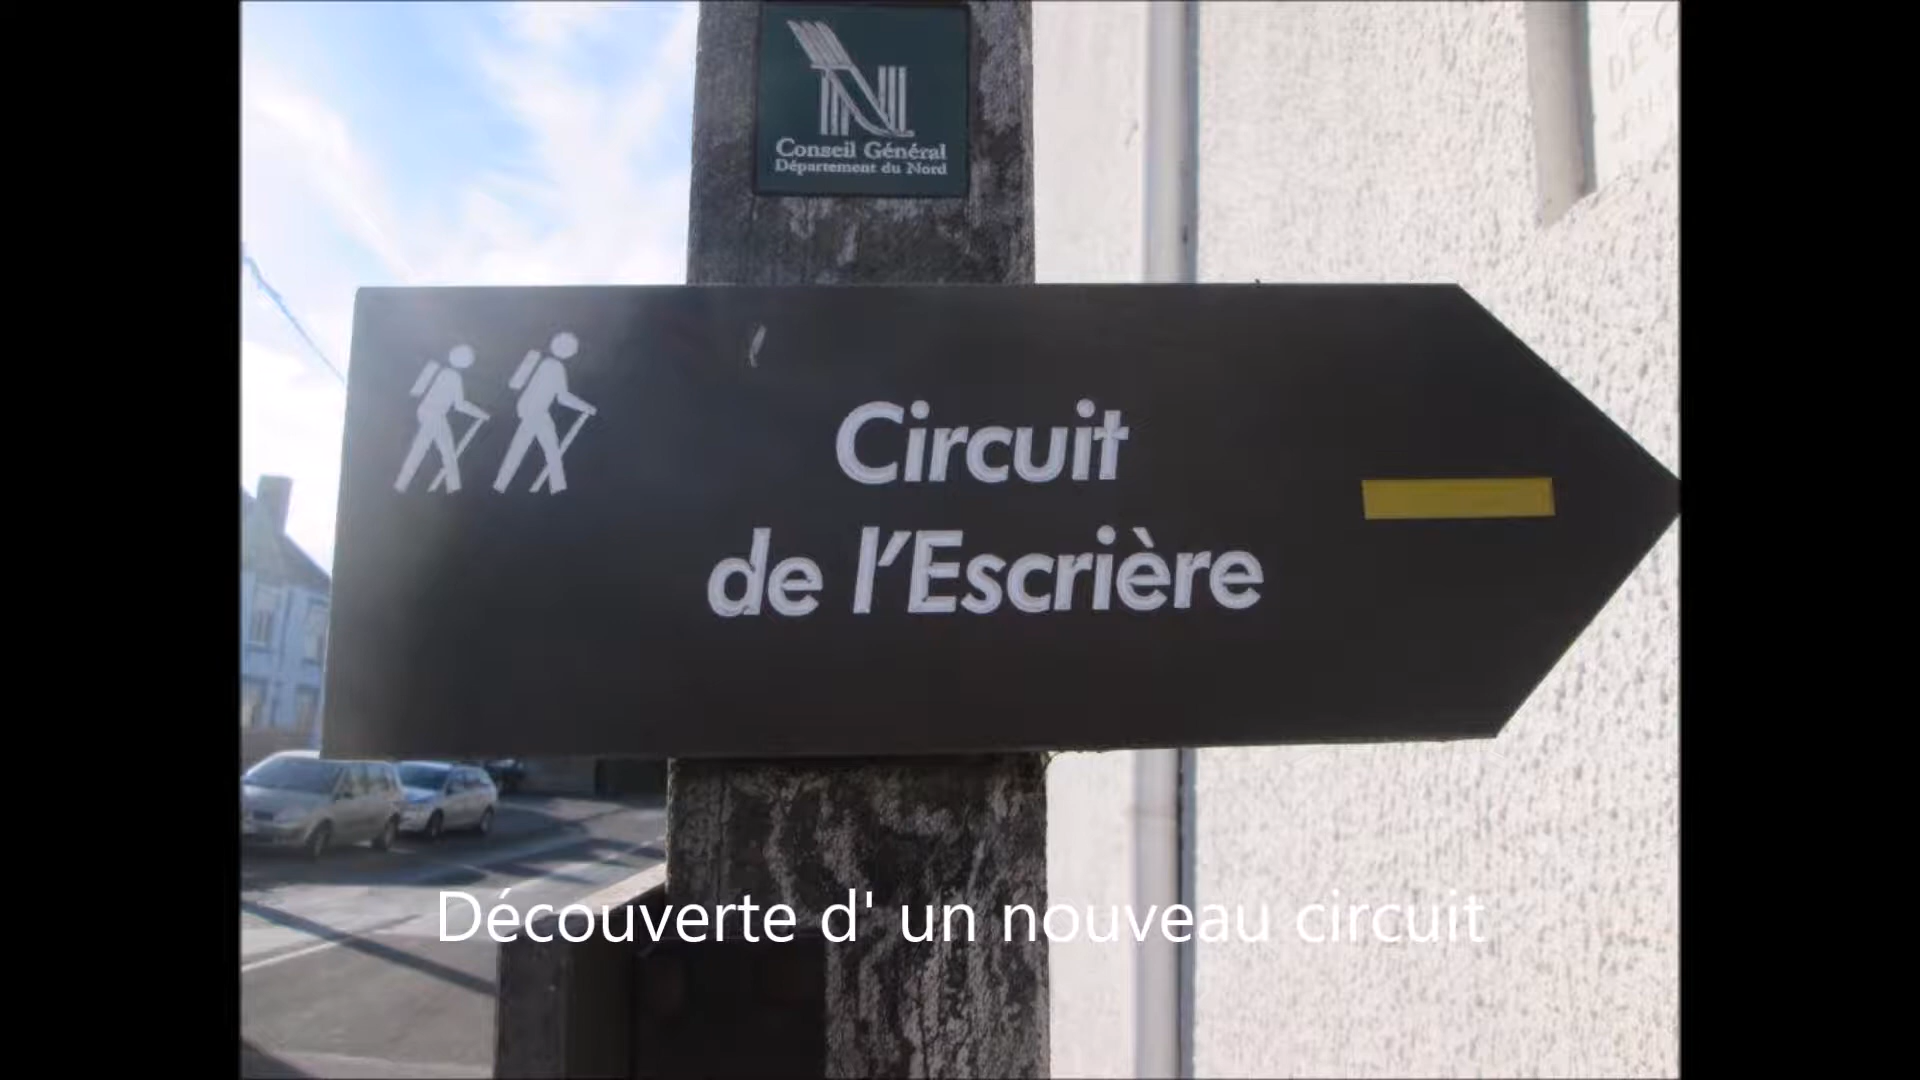 Conseil Général
Département du Nord
Circuit
de l'Escrière
Découverte d' un nouveau circuit